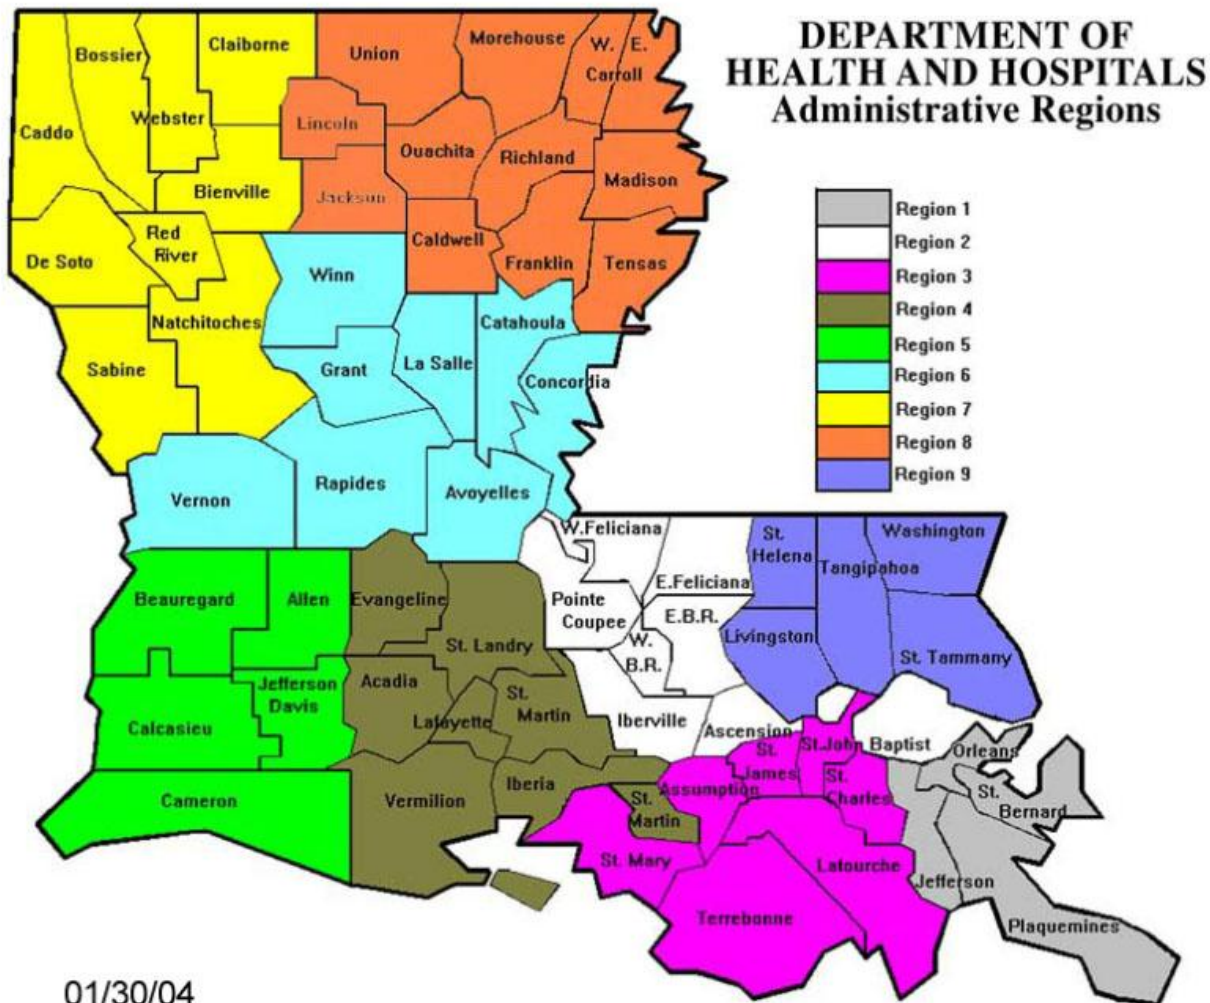 DEPARTMENT OF
HEALTH AND HOSPITALS
Administrative Regions
Region 1
Region 2
Region 3
Region 4
Region 5
Region 6
Region 7
Region 8
Region 9
Caddo
Bossier
Webster
Claiborne
Bienville
De Soto
Red
River
Natchitoches
Sabine
Union
Morehouse
W. E.
Carroll
Lincoln
Ouachita
Richland
Madison
Jackson
Caldwell
Franklin
Tensas
Winn
Grant
La Salle
Catahoula
Concordia
Vernon
Rapides
Avoyelles
Beauregard
Allen
Calcasieu
Jefferson
Davis
Cameron
Evangeline
St. Landry
Acadia
Lafayette
St.
Martin
Vermilion
Iberia
St.
Martin
W.Feliciana
E.Feliciana
Pointe
Coupee
W.
B.R.
E.B.R.
Iberville
Ascension
St.
Helena
Tangipahoa
Washington
Livingston
St. Tammany
St.
James
St.John Baptist
St.
Charles
Assumption
St. Mary
Terrebonne
Latourche
Orleans
St.
Bernard
Jefferson
Plaquemines
01/30/04